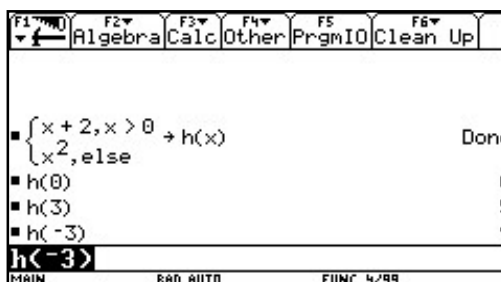 F1 F2 F3 F4 F5 F6
Algebra Calc Other PrgmIO Clean Up
{x + 2,x > 0
x²,else → h(x) Don
h(0)
h(3)
h(⁻3)
h(⁻3)
MAIN RAD AUTO FUNC 4/99